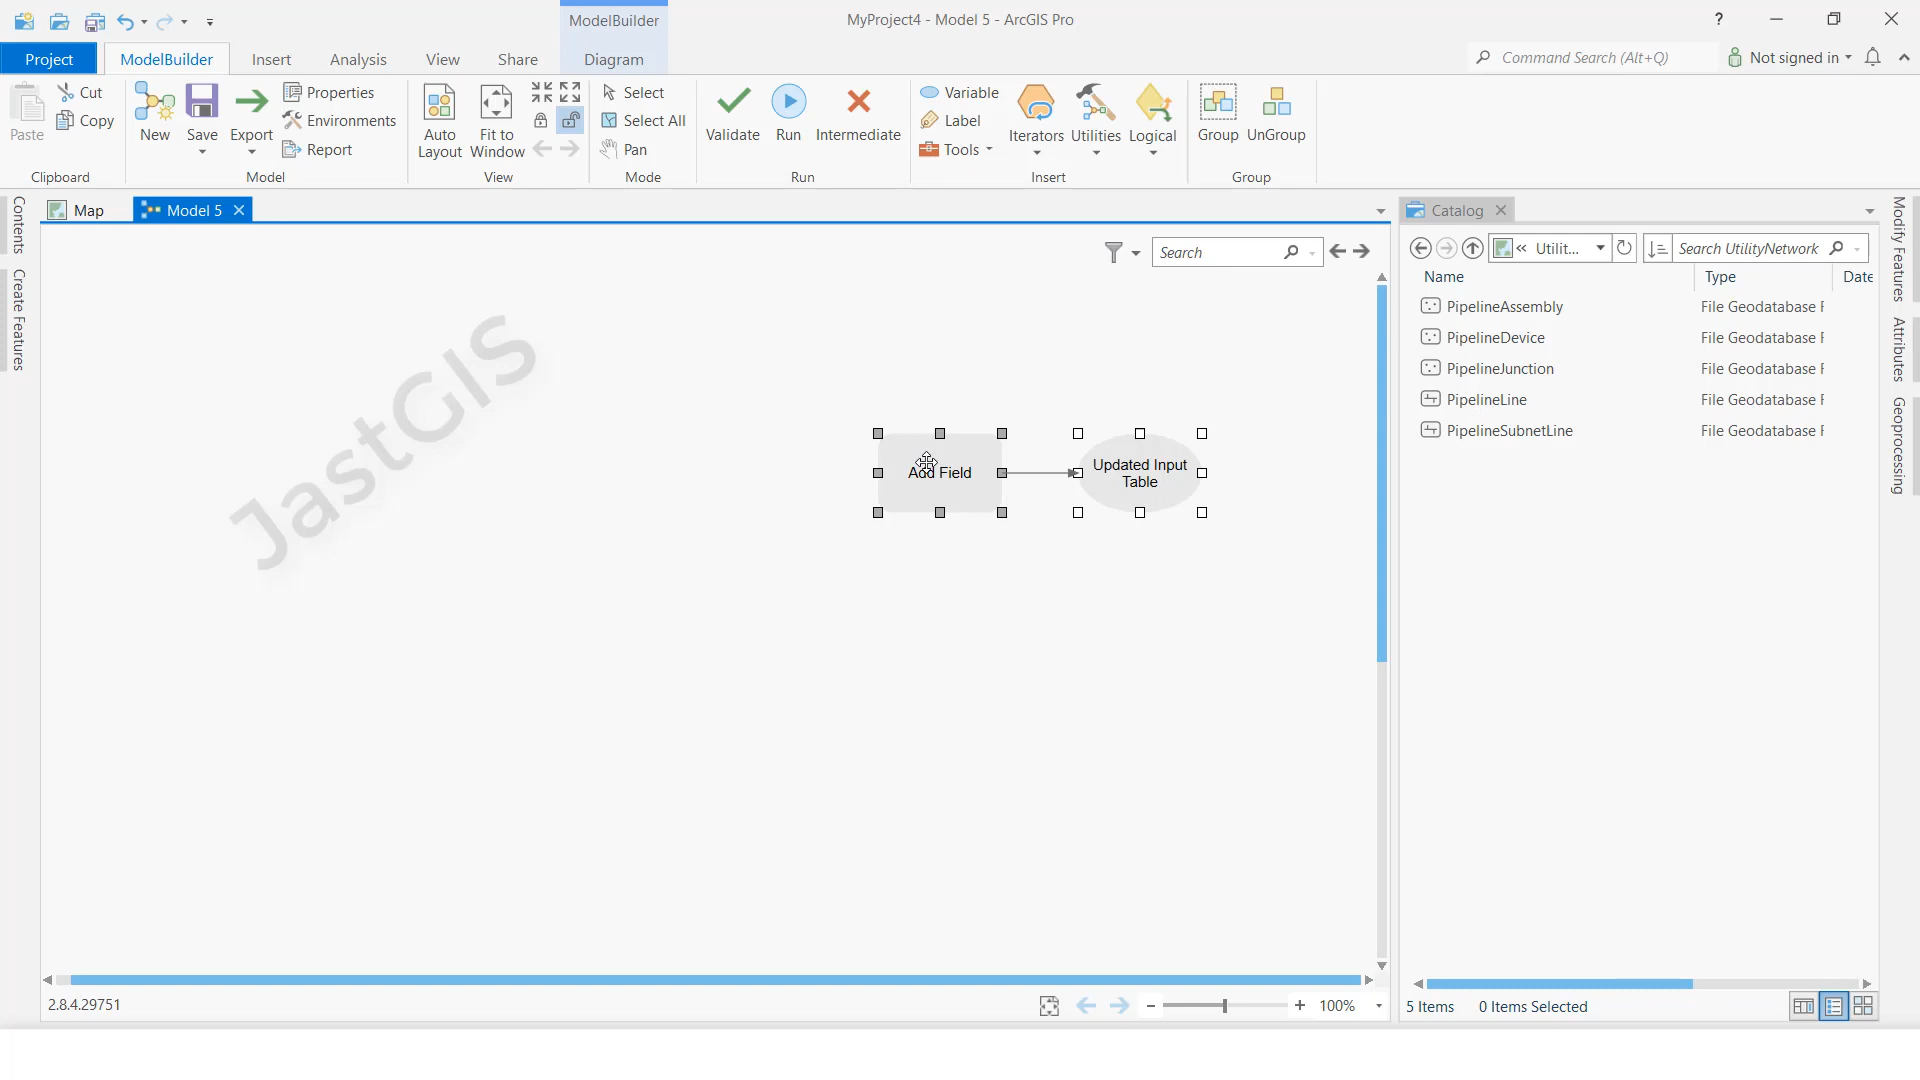 ModelBuilder
MyProject4 - Model 5 - ArcGIS Pro
?
Project
ModelBuilder
Insert
Analysis
View
Share
Diagram
Command Search (Alt+Q)
Not signed in
Paste
Cut
Copy
Clipboard
New
Save
Export
Properties
Environments
Report
Model
Auto
Layout
Fit to
Window
View
Select
Select All
Pan
Mode
Validate
Run
Intermediate
Run
Variable
Label
Tools
Iterators
Utilities
Logical
Insert
Group
UnGroup
Group
Contents
Create Features
Map
Model 5
Search
JastGIS
Add Field
Updated Input
Table
2.8.4.29751
100%
Catalog
« Utilit...
Search UtilityNetwork
Name
Type
Date
PipelineAssembly
File Geodatabase F
PipelineDevice
File Geodatabase F
PipelineJunction
File Geodatabase F
PipelineLine
File Geodatabase F
PipelineSubnetLine
File Geodatabase F
5 Items
0 Items Selected
Modify Features
Attributes
Geoprocessing